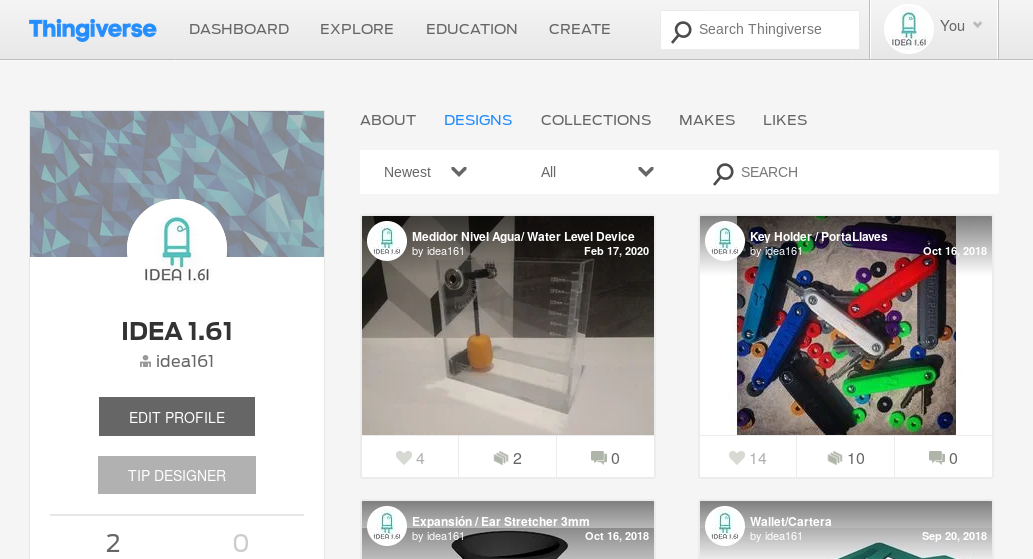 Thingiverse
DASHBOARD EXPLORE EDUCATION CREATE
Search Thingiverse
IDEA 1.61
You
ABOUT DESIGNS COLLECTIONS MAKES LIKES
Newest All SEARCH
IDEA 1.61
IDEA 1.61
idea161
EDIT PROFILE
TIP DESIGNER
2 0
IDEA 1.61
Medidor Nivel Agua/ Water Level Device
by idea161 Feb 17, 2020
4 2 0
IDEA 1.61
Key Holder / PortaLlaves
by idea161 Oct 16, 2018
14 10 0
IDEA 1.61
Expansión / Ear Stretcher 3mm
by idea161 Oct 16, 2018
IDEA 1.61
Wallet/Cartera
by idea161 Sep 20, 2018